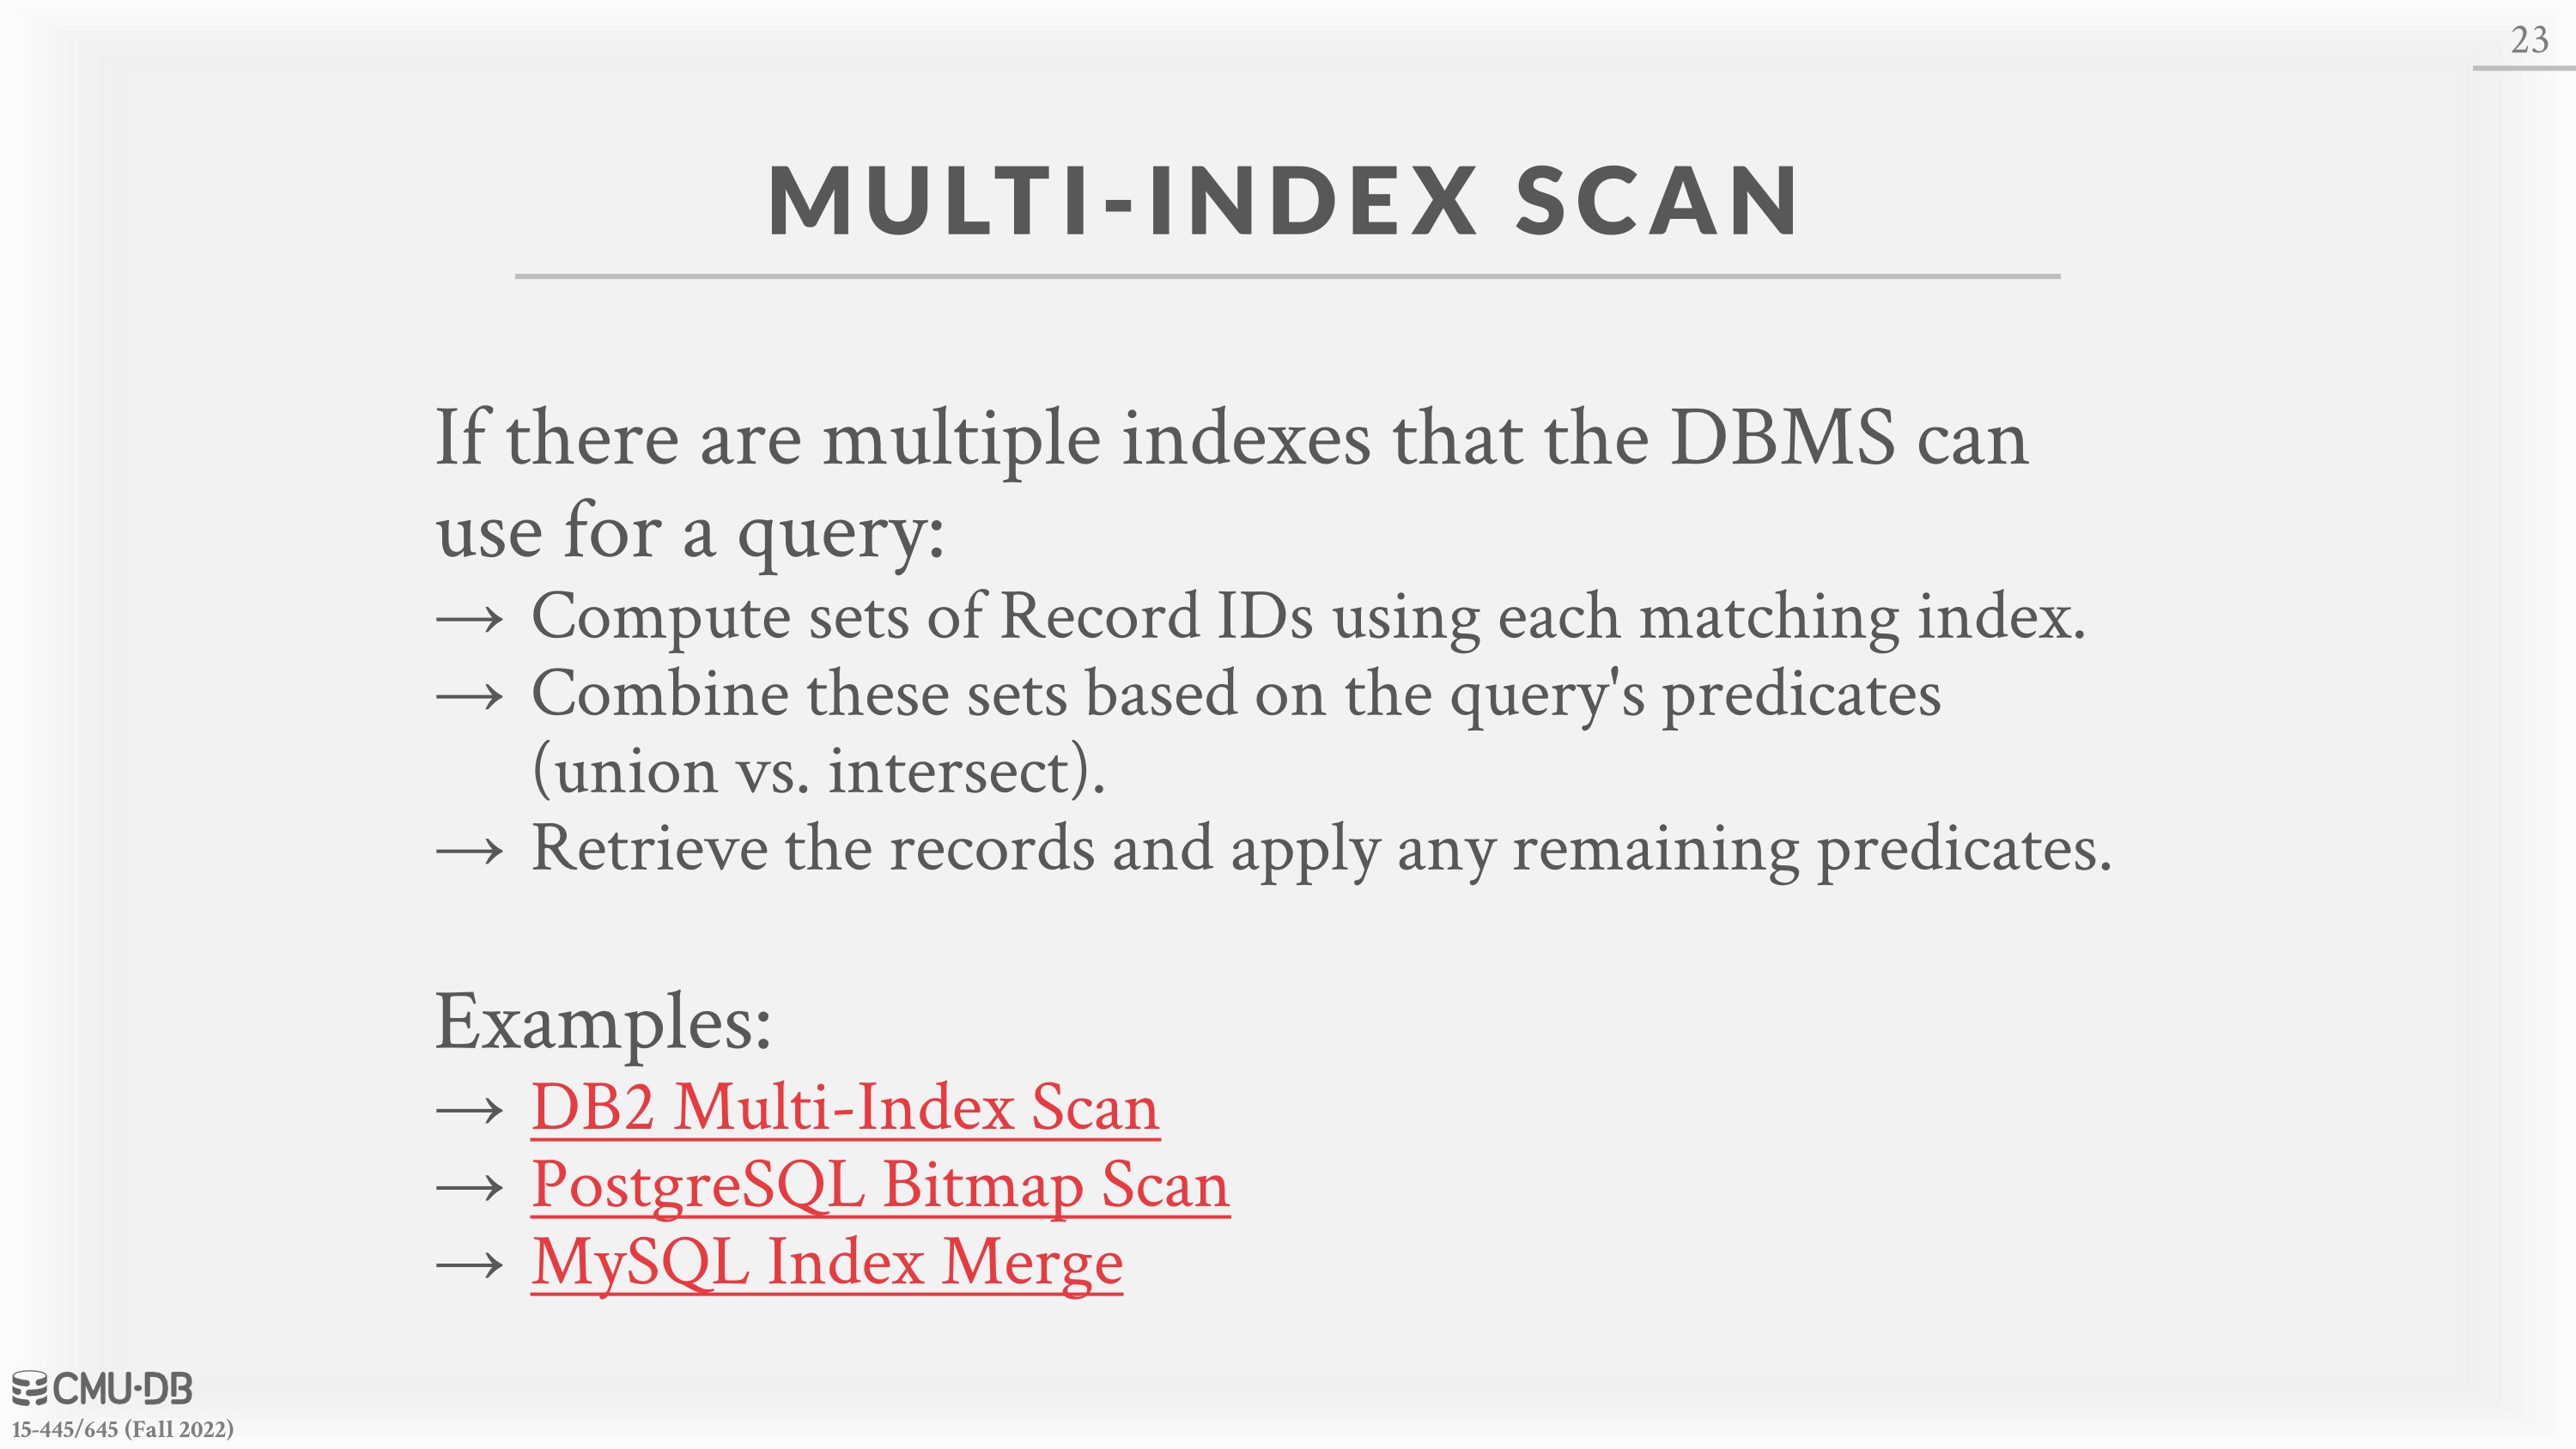 23
MULTI-INDEX SCAN
If there are multiple indexes that the DBMS can
use for a query:
→ Compute sets of Record IDs using each matching index.
→ Combine these sets based on the query's predicates
(union vs. intersect).
→ Retrieve the records and apply any remaining predicates.
Examples:
→ DB2 Multi-Index Scan
→ PostgreSQL Bitmap Scan
→ MySQL Index Merge
CMU·DB
15-445/645 (Fall 2022)